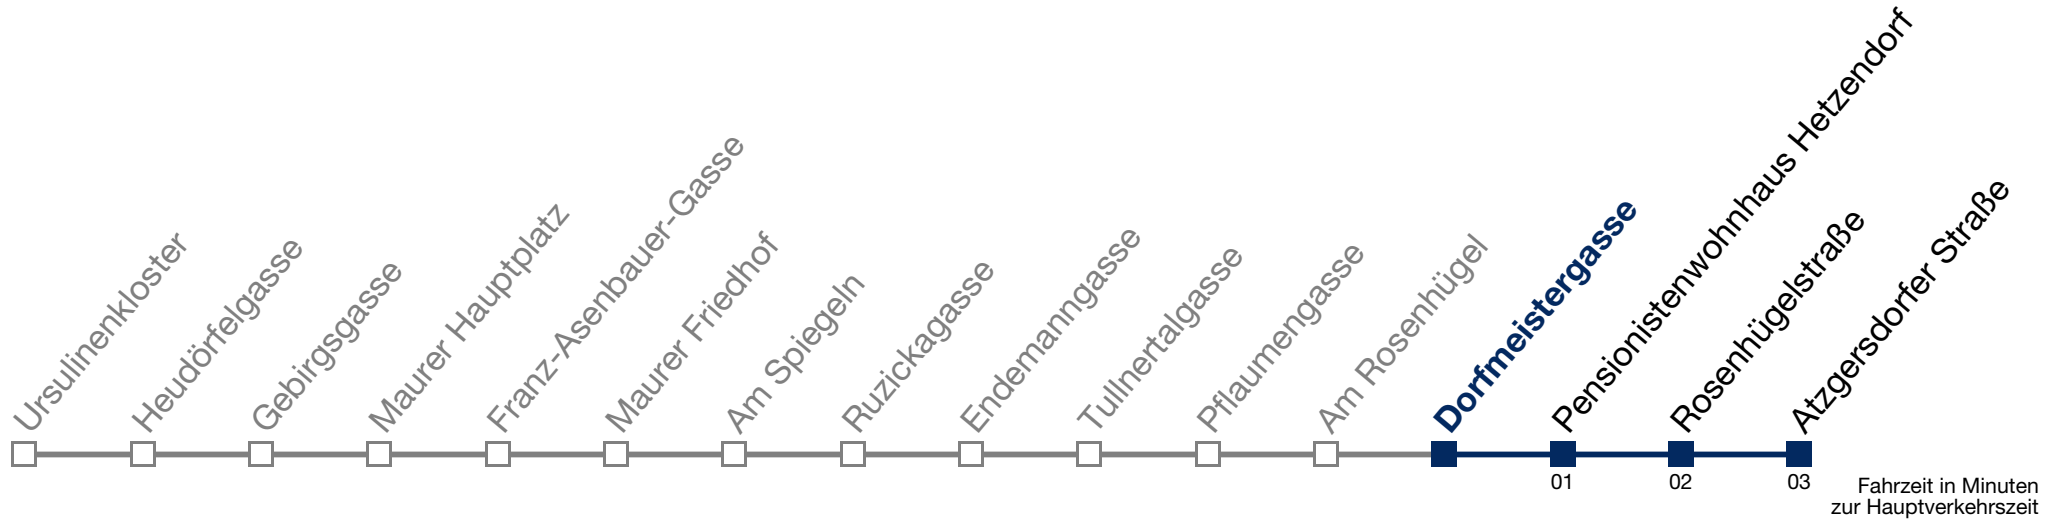 Ursulinenkloster
Heudörfelgasse
Gebirgsgasse
Maurer Hauptplatz
Franz-Asenbauer-Gasse
Maurer Friedhof
Am Spiegeln
Ruzickagasse
Endemanngasse
Tullnertalgasse
Pflaumengasse
Am Rosenhügel
Dorfmeistergasse
Pensionistenwohnhaus Hetzendorf
Rosenhügelstraße
Atzgersdorfer Straße
01
02
03
Fahrzeit in Minuten
zur Hauptverkehrszeit